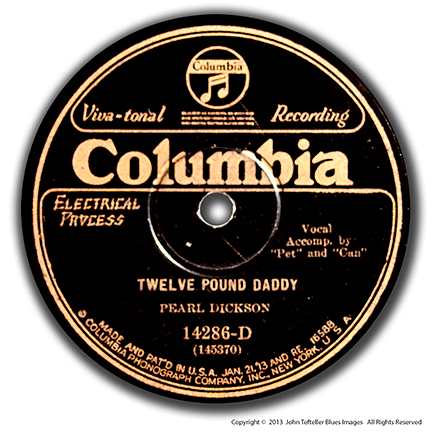 Columbia
Viva-tonal Recording
Columbia
ELECTRICAL
PROCESS
Vocal
Accomp. by
"Pet" and "Can"
TWELVE POUND DADDY
PEARL DICKSON
14286-D
(145370)
MADE AND PAT'D IN U.S.A. JAN. 21, '13 AND RE. 16588
COLUMBIA PHONOGRAPH COMPANY, INC., NEW YORK, U.S.A.
Copyright © 2013 John Tefteller Blues Images All Rights Reserved